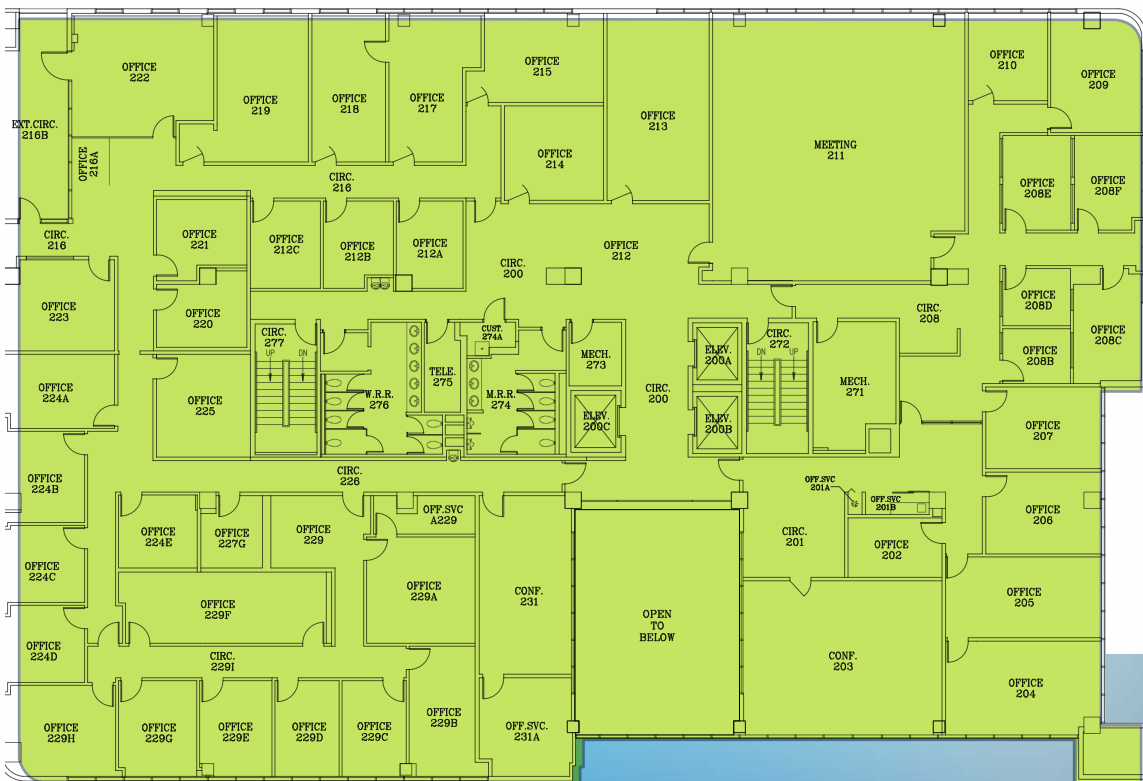 OFFICE
222
OFFICE
219
OFFICE
218
OFFICE
217
OFFICE
215
OFFICE
214
OFFICE
213
MEETING
211
OFFICE
210
OFFICE
209
EXT.CIRC.
216B
OFFICE
216A
CIRC.
216
OFFICE
208E
OFFICE
208F
CIRC.
216
OFFICE
221
OFFICE
212C
OFFICE
212B
OFFICE
212A
CIRC.
200
OFFICE
212
OFFICE
223
OFFICE
220
OFFICE
208D
OFFICE
208C
CIRC.
208
CIRC.
277
UP
DN
CUST.
274A
MECH.
273
ELEV.
200A
CIRC.
272
DN
UP
OFFICE
208B
OFFICE
224A
OFFICE
225
W.R.R.
276
TELE.
275
M.R.R.
274
CIRC.
200
MECH.
271
ELEV.
200C
ELEV.
200B
OFFICE
207
OFFICE
224B
CIRC.
226
OFF.SVC
201A
OFF.SVC
201B
OFFICE
206
OFFICE
224E
OFFICE
227G
OFFICE
229
OFF.SVC
A229
CIRC.
201
OFFICE
202
OFFICE
224C
OFFICE
229A
CONF.
231
OFFICE
205
OFFICE
229F
OPEN
TO
BELOW
OFFICE
224D
CIRC.
229I
CONF.
203
OFFICE
204
OFFICE
229H
OFFICE
229G
OFFICE
229E
OFFICE
229D
OFFICE
229C
OFFICE
229B
OFF.SVC.
231A